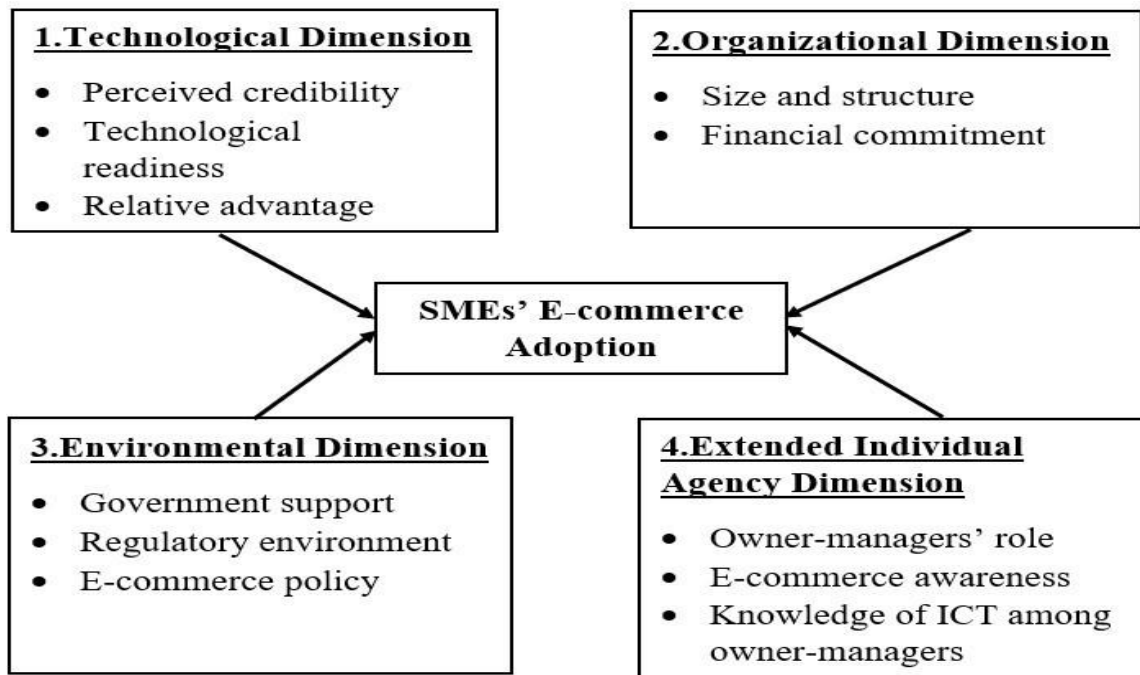 1.Technological Dimension
• Perceived credibility
• Technological
readiness
• Relative advantage
2.Organizational Dimension
• Size and structure
• Financial commitment
SMEs’ E-commerce
Adoption
3.Environmental Dimension
• Government support
• Regulatory environment
• E-commerce policy
4.Extended Individual
Agency Dimension
• Owner-managers’ role
• E-commerce awareness
• Knowledge of ICT among
owner-managers